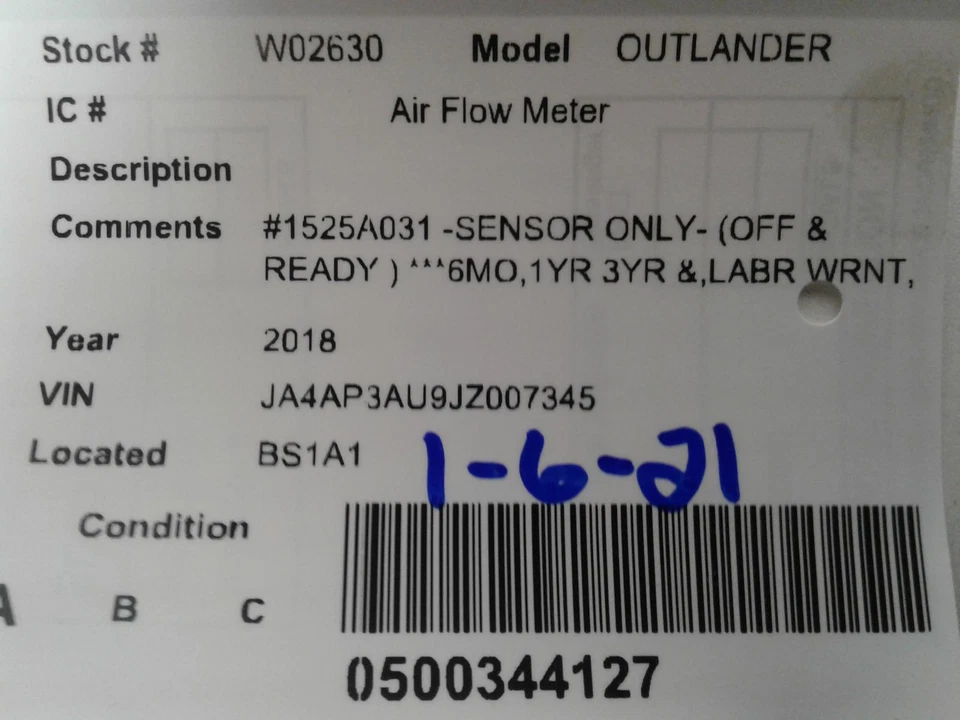 Stock # W02630 Model OUTLANDER
IC # Air Flow Meter
Description
Comments #1525A031 -SENSOR ONLY- (OFF &
READY ) ***6MO,1YR 3YR &,LABR WRNT,
Year 2018
VIN JA4AP3AU9JZ007345
Located BS1A1
1-6-21
Condition
A B C
0500344127